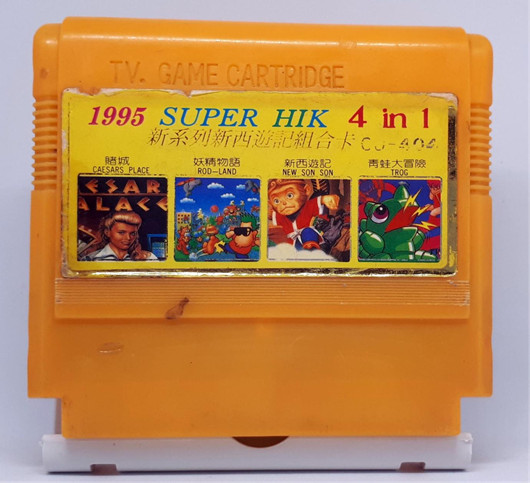 TV. GAME CARTRIDGE
1995 SUPER HIK 4 in 1
新系列新西遊記組合卡 CJ-404
賭城 妖精物語 新西遊記 青蛙大冒險
CAESARS PLACE ROD-LAND NEW SON SON TROG
ESAR
ALACE